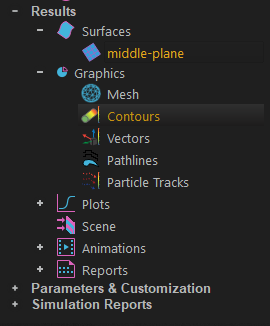 Results
Surfaces
middle-plane
Graphics
Mesh
Contours
Vectors
Pathlines
Particle Tracks
Plots
Scene
Animations
Reports
Parameters & Customization
Simulation Reports